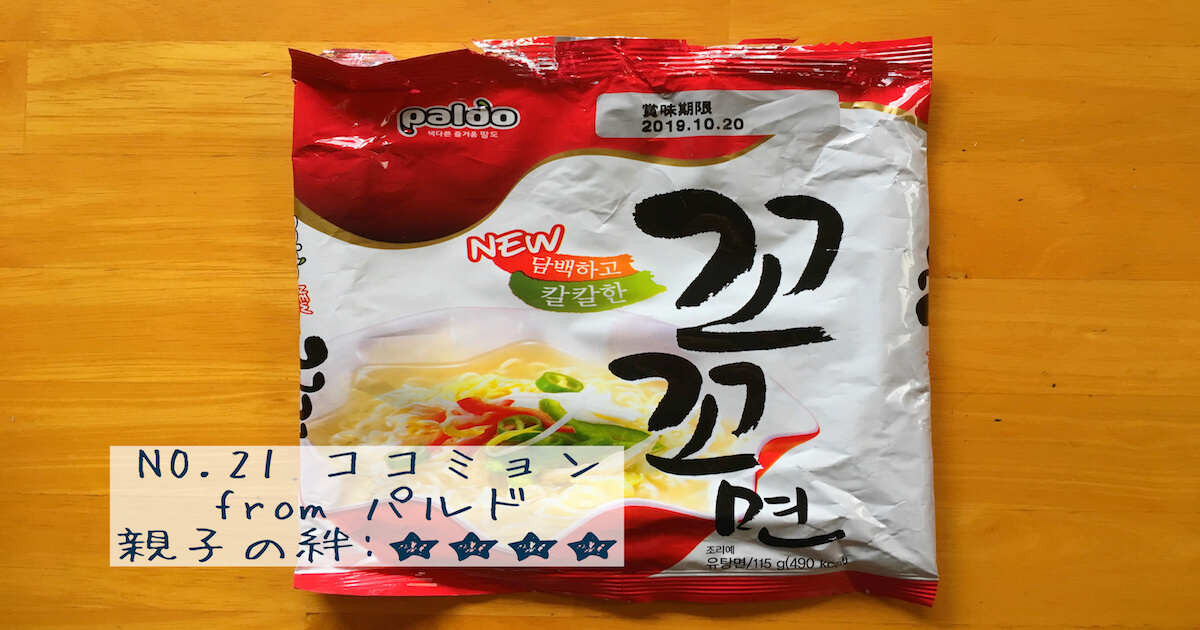 paldo
색다른 즐거움 팔도
賞味期限
2019.10.20
NEW
담백하고
칼칼한
꼬
꼬
면
조리예
유탕면/115 g(490 kcal)
NO.21 ココミョン
from パルド
親子の絆:★★★★